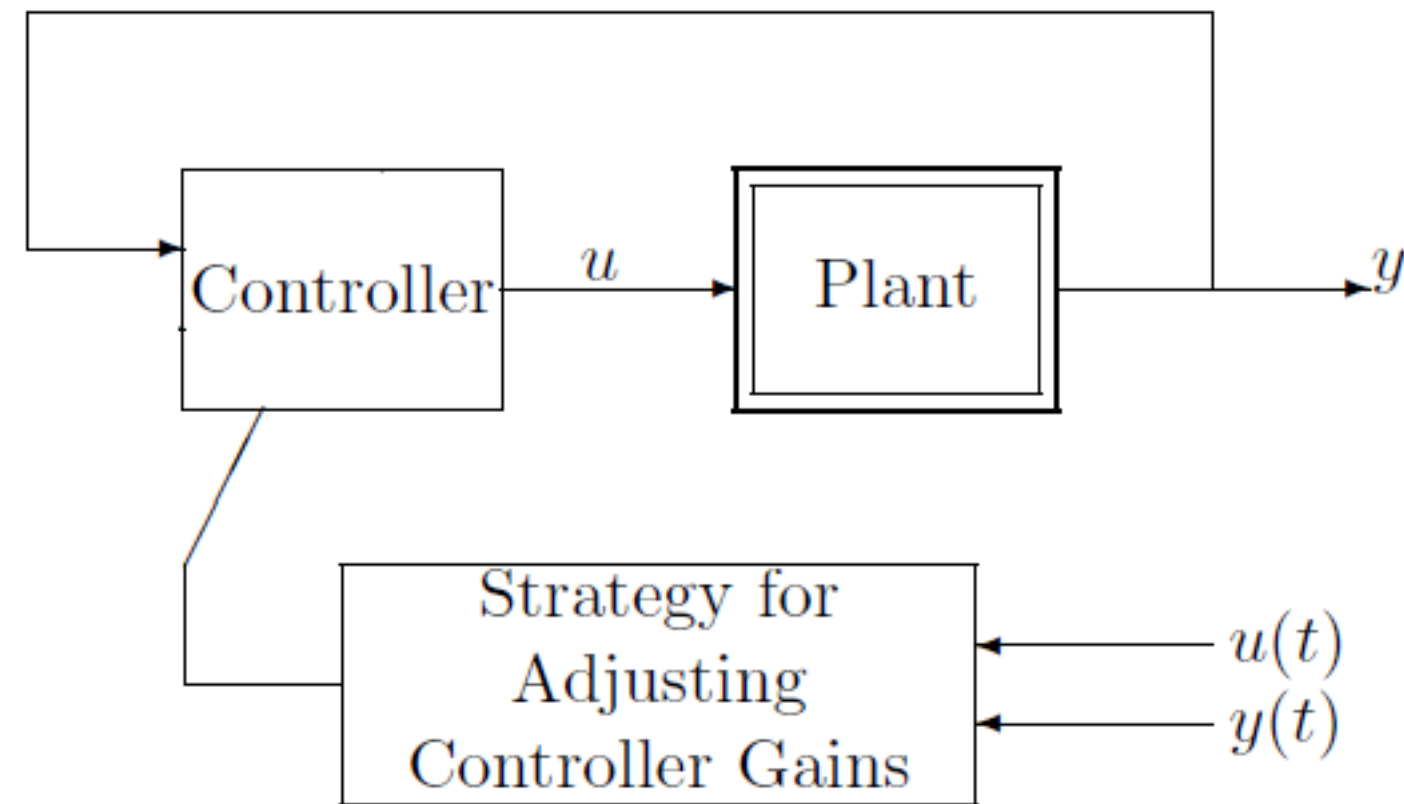 Controller
u
Plant
y
Strategy for
Adjusting
Controller Gains
u(t)
y(t)